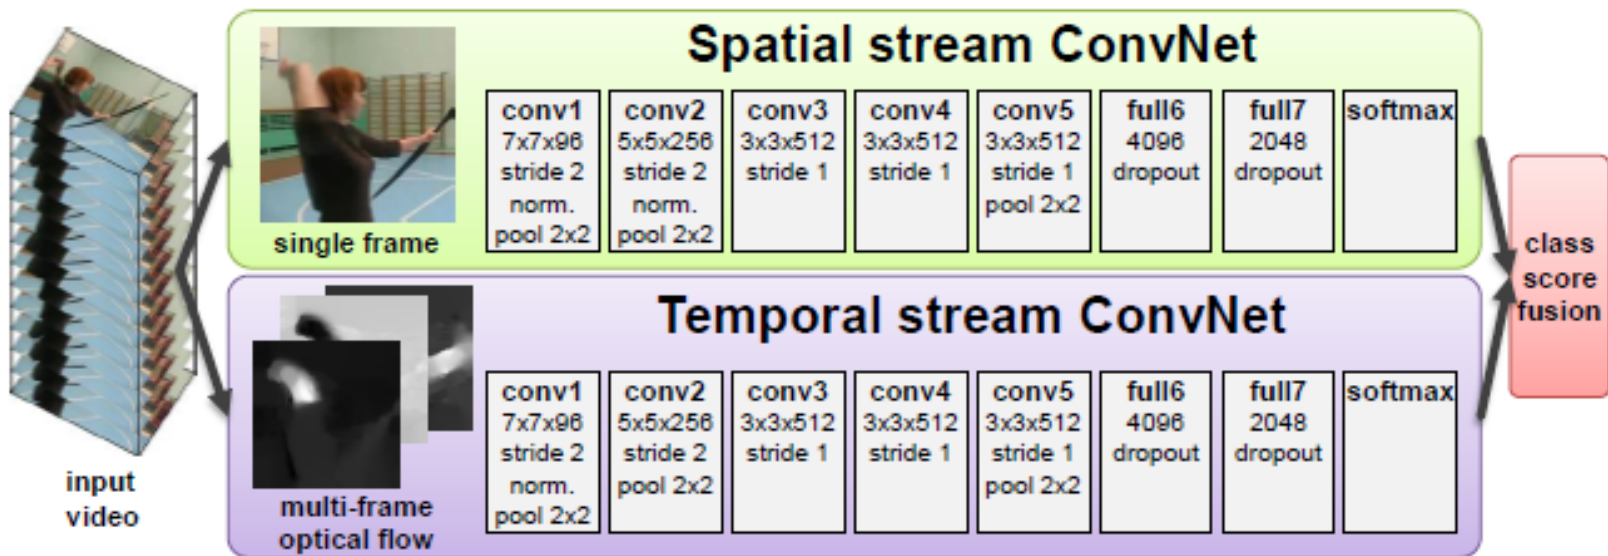 Spatial stream ConvNet
conv1
7x7x96
stride 2
norm.
pool 2x2
conv2
5x5x256
stride 2
norm.
pool 2x2
conv3
3x3x512
stride 1
conv4
3x3x512
stride 1
conv5
3x3x512
stride 1
pool 2x2
full6
4096
dropout
full7
2048
dropout
softmax
single frame
Temporal stream ConvNet
conv1
7x7x96
stride 2
norm.
pool 2x2
conv2
5x5x256
stride 2
pool 2x2
conv3
3x3x512
stride 1
conv4
3x3x512
stride 1
conv5
3x3x512
stride 1
pool 2x2
full6
4096
dropout
full7
2048
dropout
softmax
multi-frame
optical flow
input
video
class
score
fusion